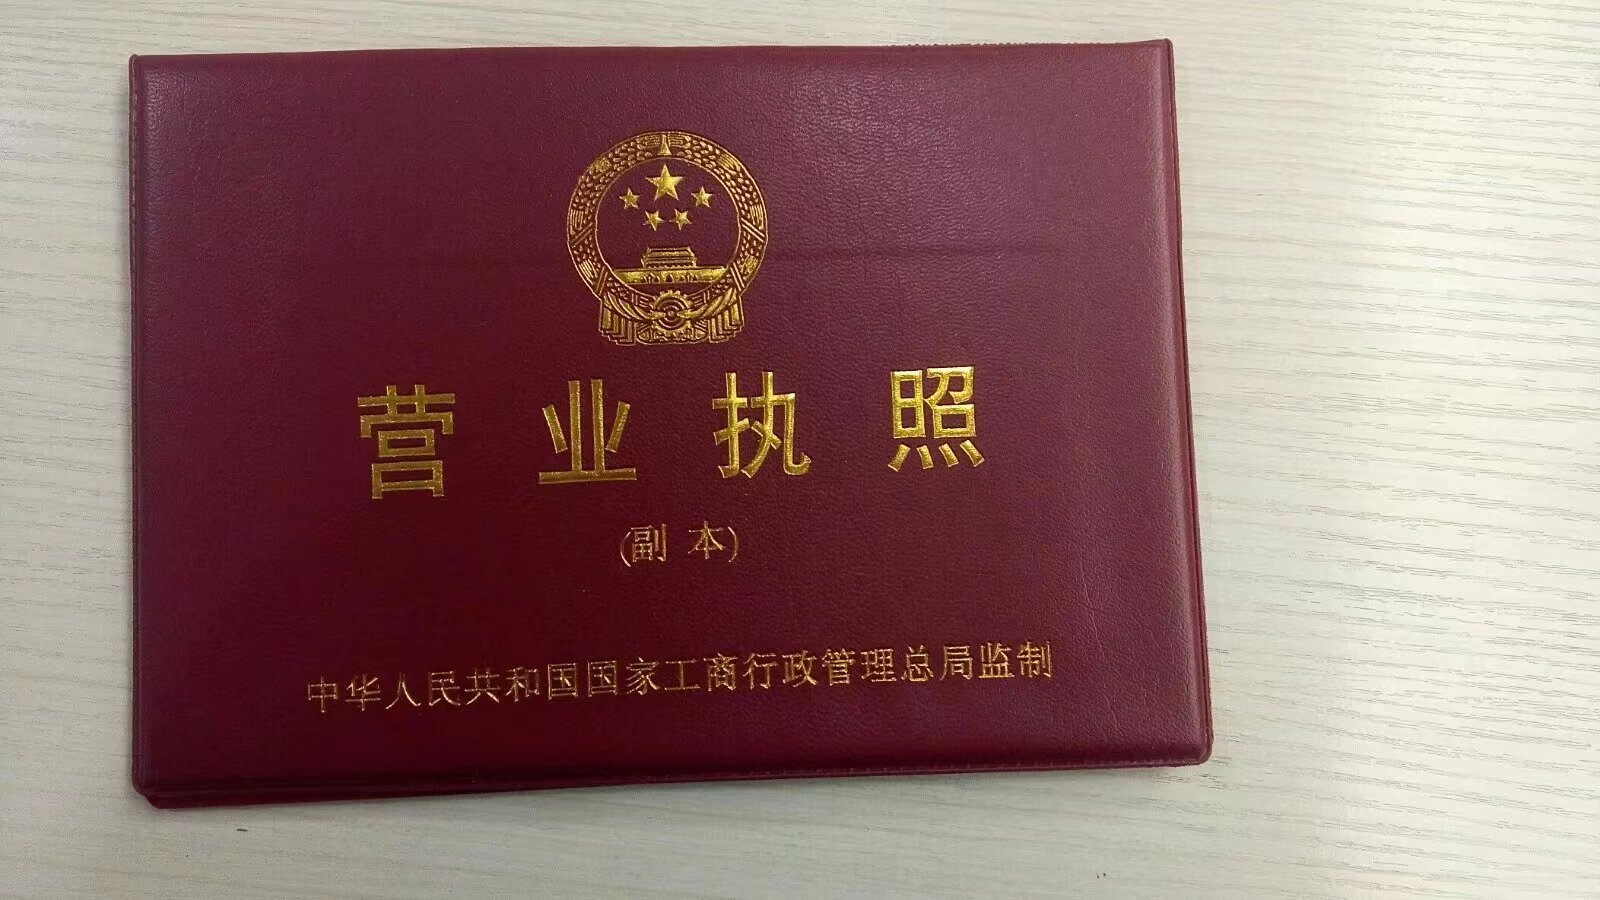 营业执照
(副本)
中华人民共和国国家工商行政管理总局监制